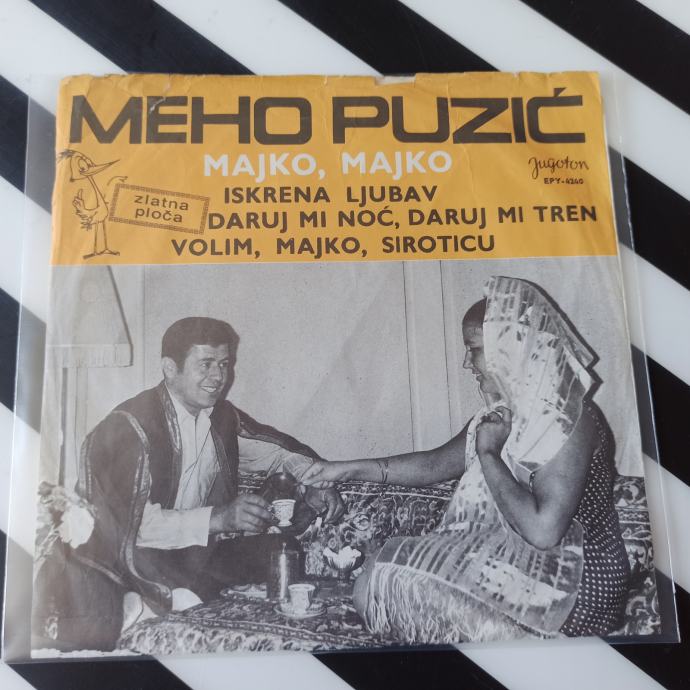 MEHO PUZIĆ
MAJKO, MAJKO
Jugoton
EPY-4240
zlatna
ploča
ISKRENA LJUBAV
DARUJ MI NOĆ, DARUJ MI TREN
VOLIM, MAJKO, SIROTICU